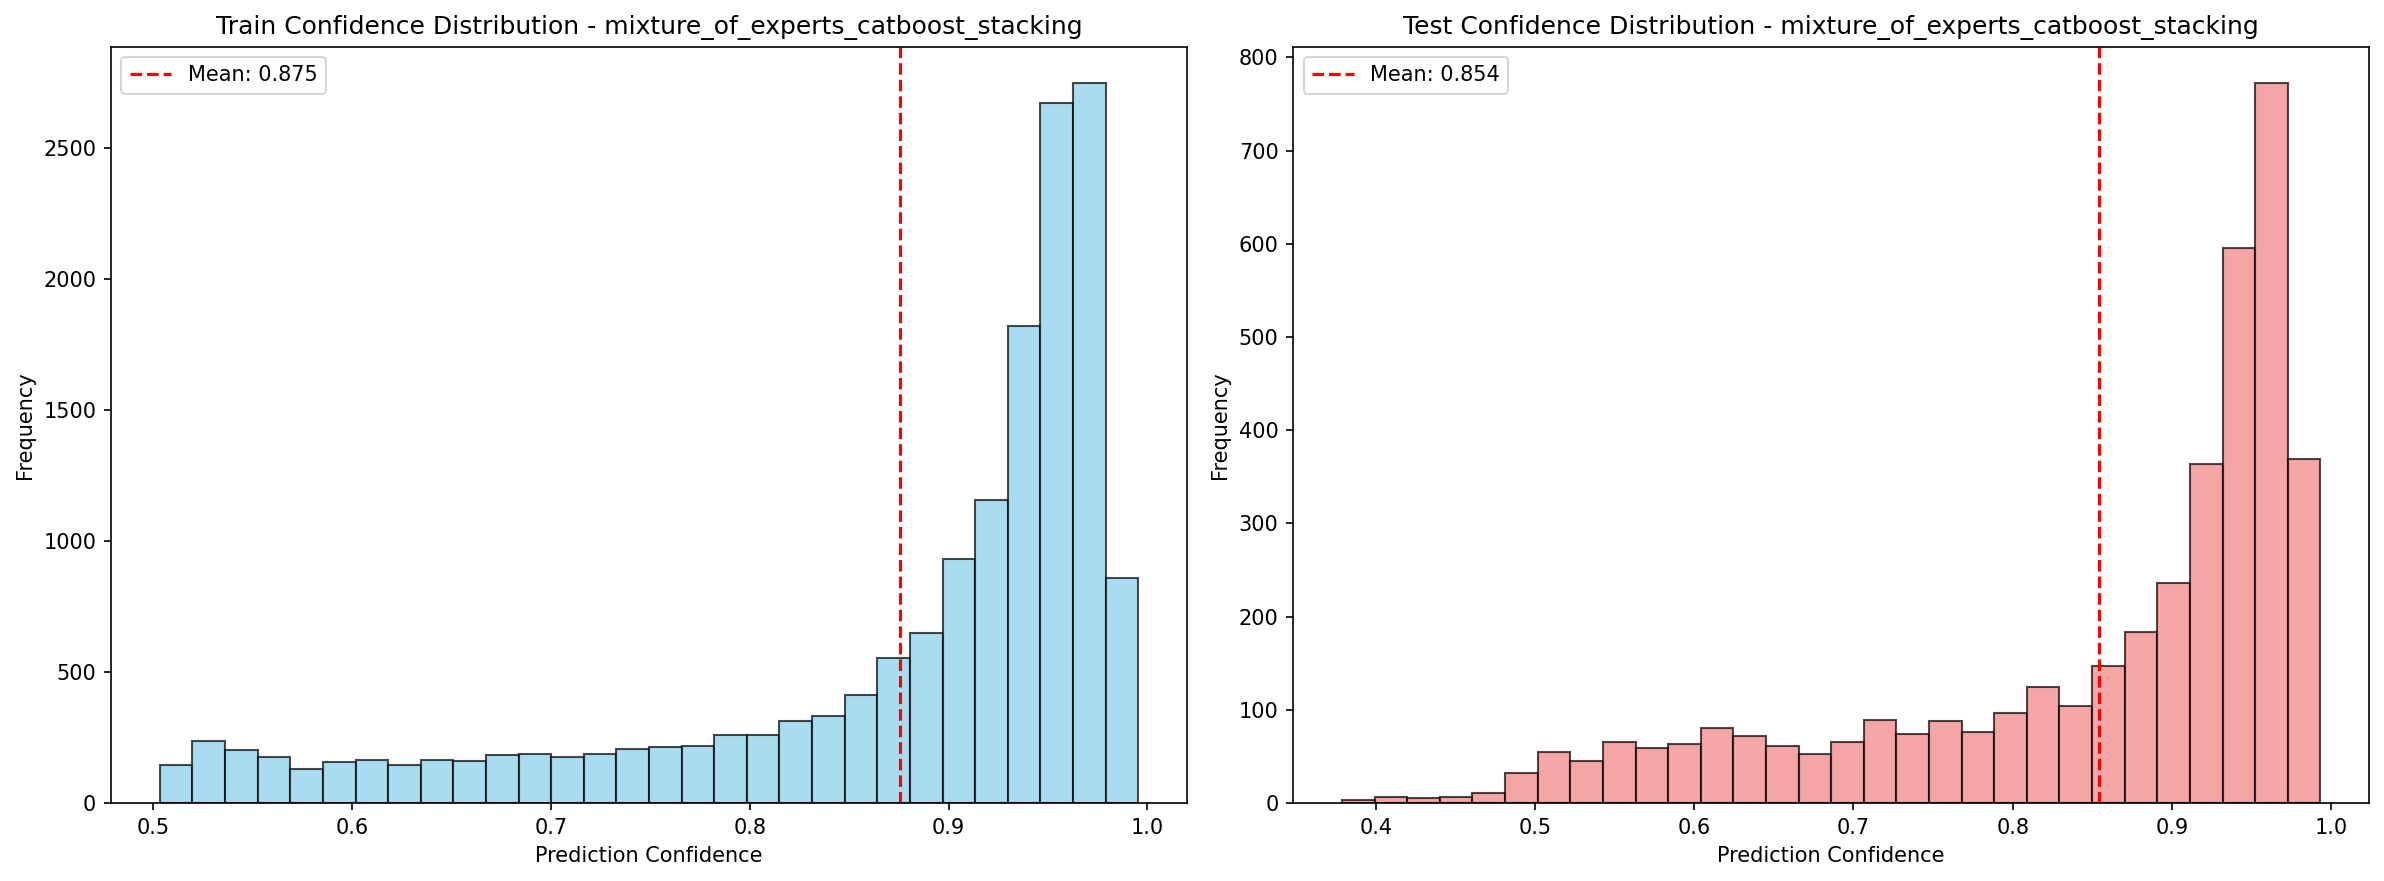 Train Confidence Distribution - mixture_of_experts_catboost_stacking
Mean: 0.875
2500
2000
1500
1000
500
0
Frequency
0.5 0.6 0.7 0.8 0.9 1.0
Prediction Confidence
Test Confidence Distribution - mixture_of_experts_catboost_stacking
Mean: 0.854
800
700
600
500
400
300
200
100
0
Frequency
0.4 0.5 0.6 0.7 0.8 0.9 1.0
Prediction Confidence